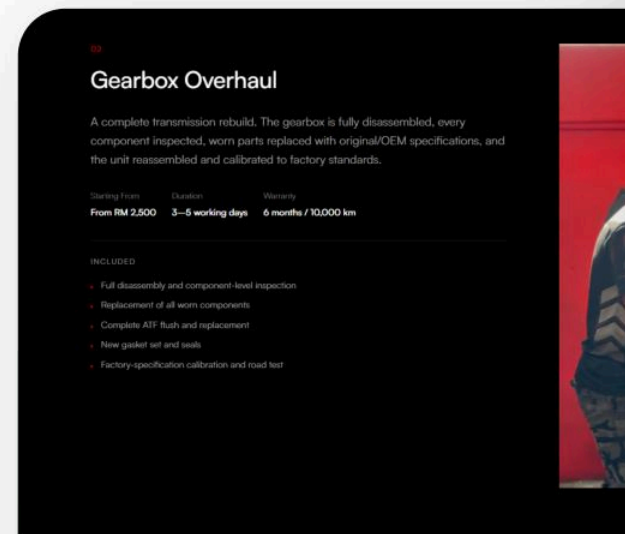 02
Gearbox Overhaul
A complete transmission rebuild. The gearbox is fully disassembled, every
component inspected, worn parts replaced with original/OEM specifications, and
the unit reassembled and calibrated to factory standards.
Starting From Duration Warranty
From RM 2,500 3–5 working days 6 months / 10,000 km
INCLUDED
Full disassembly and component-level inspection
Replacement of all worn components
Complete ATF flush and replacement
New gasket set and seals
Factory-specification calibration and road test